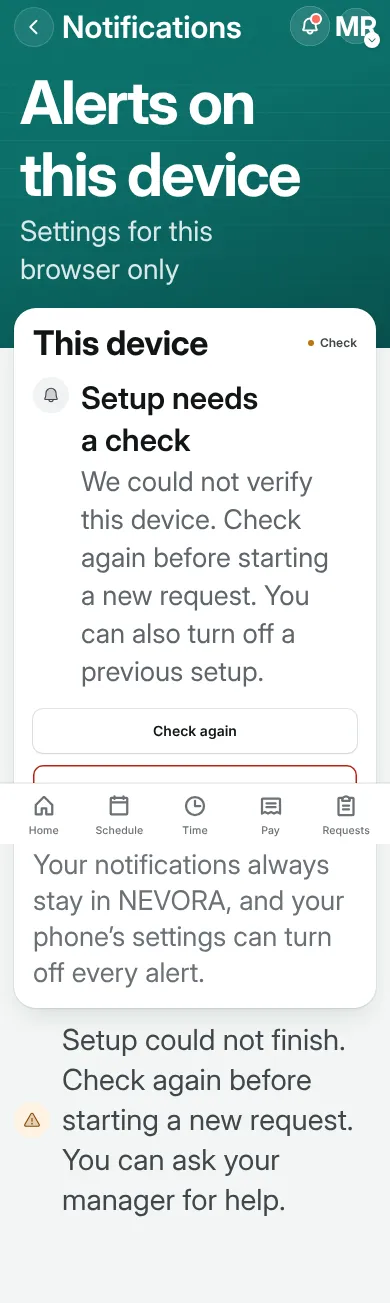 Notifications
MR
Alerts on
this device
Settings for this
browser only
This device
Check
Setup needs
a check
We could not verify
this device. Check
again before starting
a new request. You
can also turn off a
previous setup.
Check again
Home Schedule Time Pay Requests
Your notifications always
stay in NEVORA, and your
phone’s settings can turn
off every alert.
Setup could not finish.
Check again before
starting a new request.
You can ask your
manager for help.